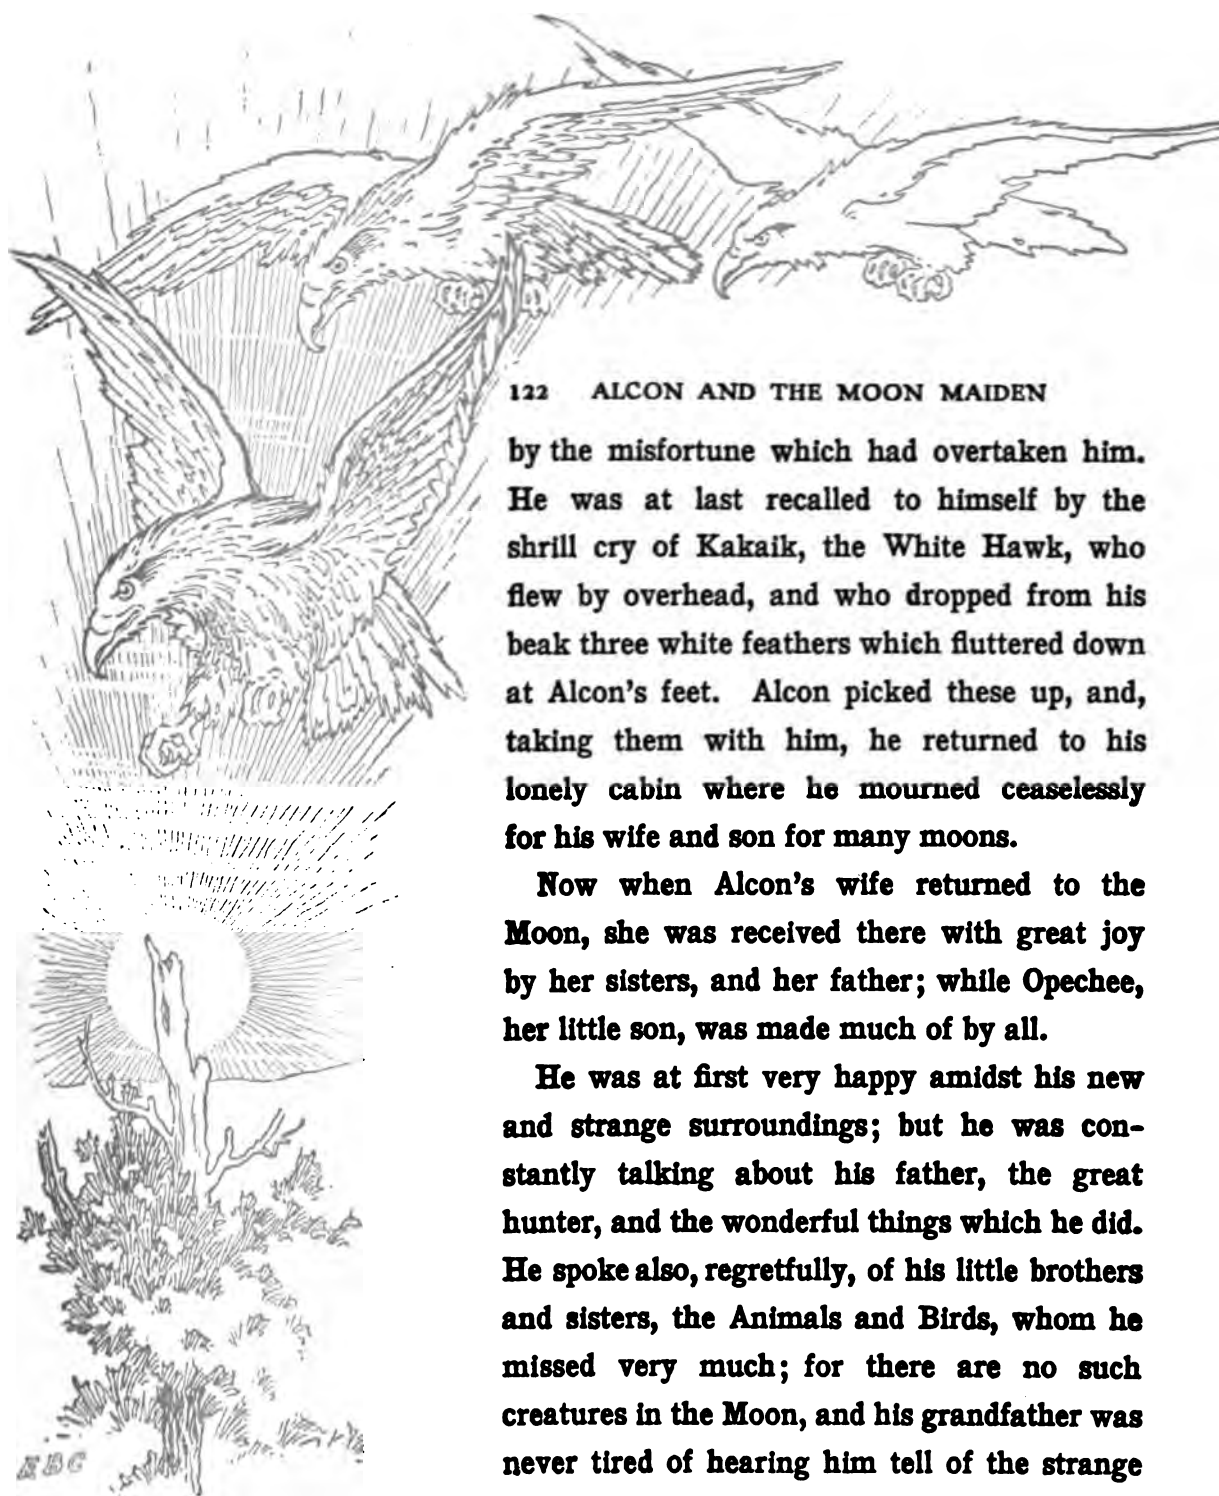 122 ALCON AND THE MOON MAIDEN
by the misfortune which had overtaken him.
He was at last recalled to himself by the
shrill cry of Kakaik, the White Hawk, who
flew by overhead, and who dropped from his
beak three white feathers which fluttered down
at Alcon's feet. Alcon picked these up, and,
taking them with him, he returned to his
lonely cabin where he mourned ceaselessly
for his wife and son for many moons.
Now when Alcon's wife returned to the
Moon, she was received there with great joy
by her sisters, and her father; while Opechee,
her little son, was made much of by all.
He was at first very happy amidst his new
and strange surroundings; but he was con-
stantly talking about his father, the great
hunter, and the wonderful things which he did.
He spoke also, regretfully, of his little brothers
and sisters, the Animals and Birds, whom he
missed very much; for there are no such
creatures in the Moon, and his grandfather was
never tired of hearing him tell of the strange
EBC